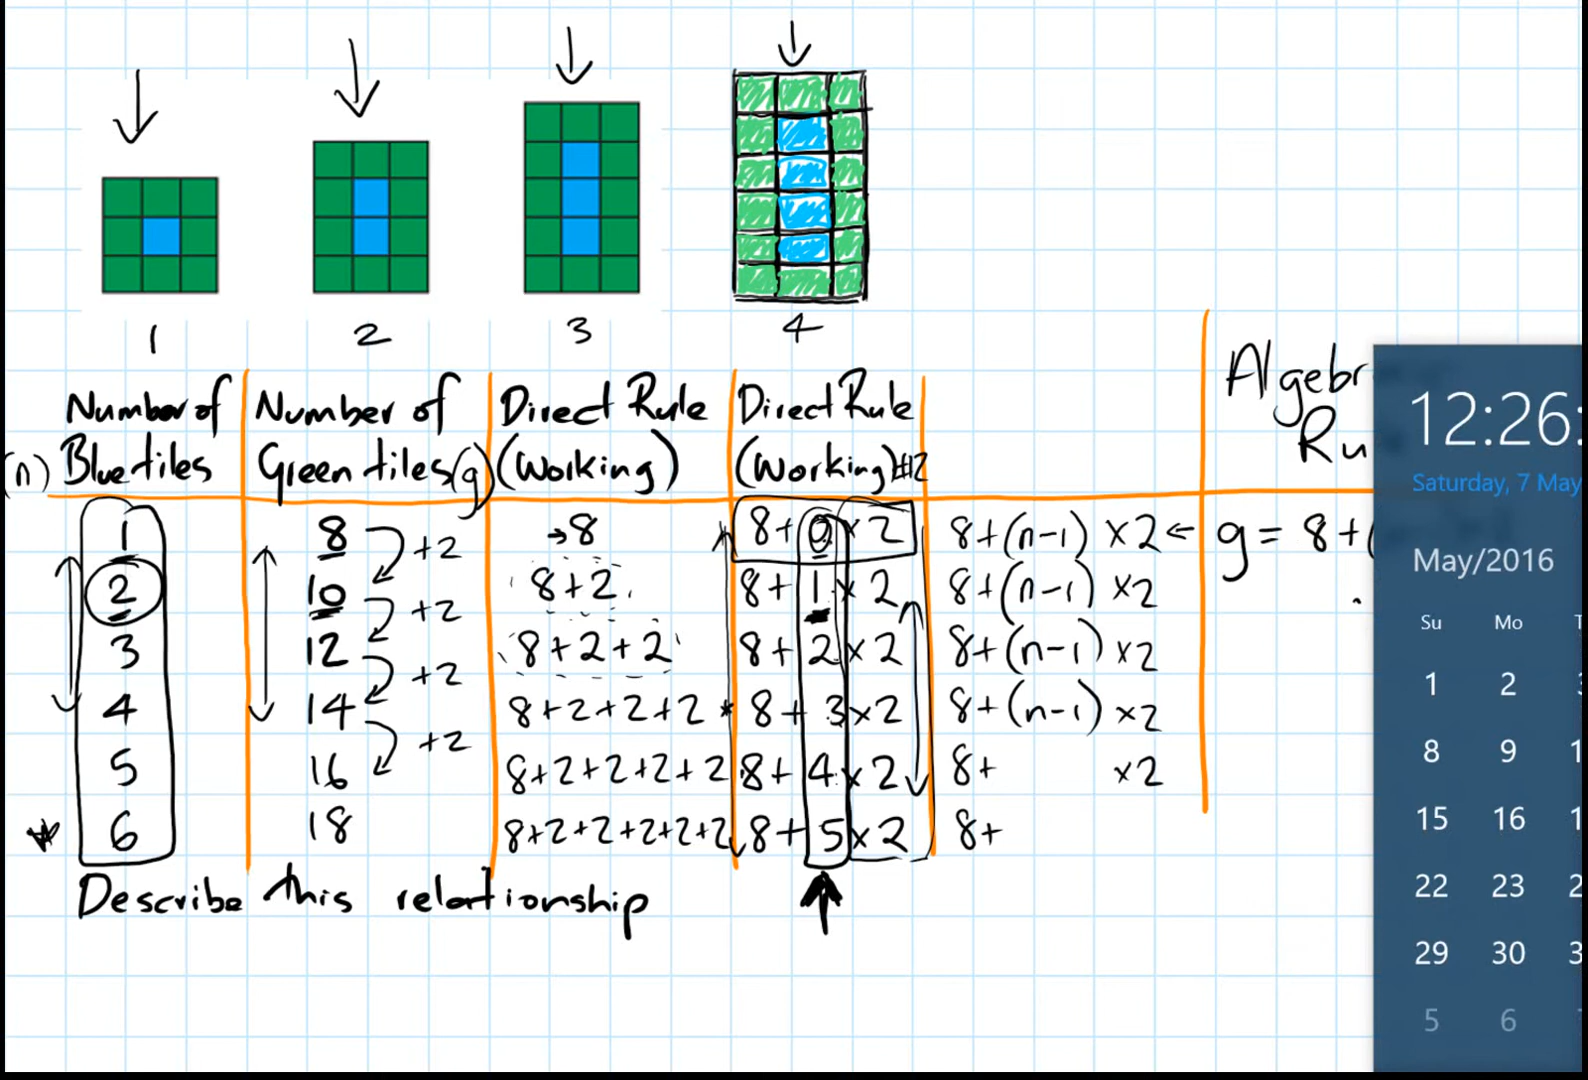 1 2 3 4
Number of Blue tiles (n)
Number of Green tiles (g)
Direct Rule (Working)
Direct Rule (Working) #2
Algebr
Ru
1 8 +2 → 8 8+0×2 8+(n-1) ×2 ← g = 8+(
2 10 +2 8+2 8+1×2 8+(n-1) ×2
3 12 +2 8+2+2 8+2×2 8+(n-1) ×2
4 14 +2 8+2+2+2 * 8+3×2 8+(n-1) ×2
5 16 8+2+2+2+2 8+4×2 8+ ×2
6 18 8+2+2+2+2+2 8+5×2 8+
Describe this relationship
12:26:
Saturday, 7 May
May/2016
Su Mo
1 2
8 9
15 16
22 23
29 30
5 6